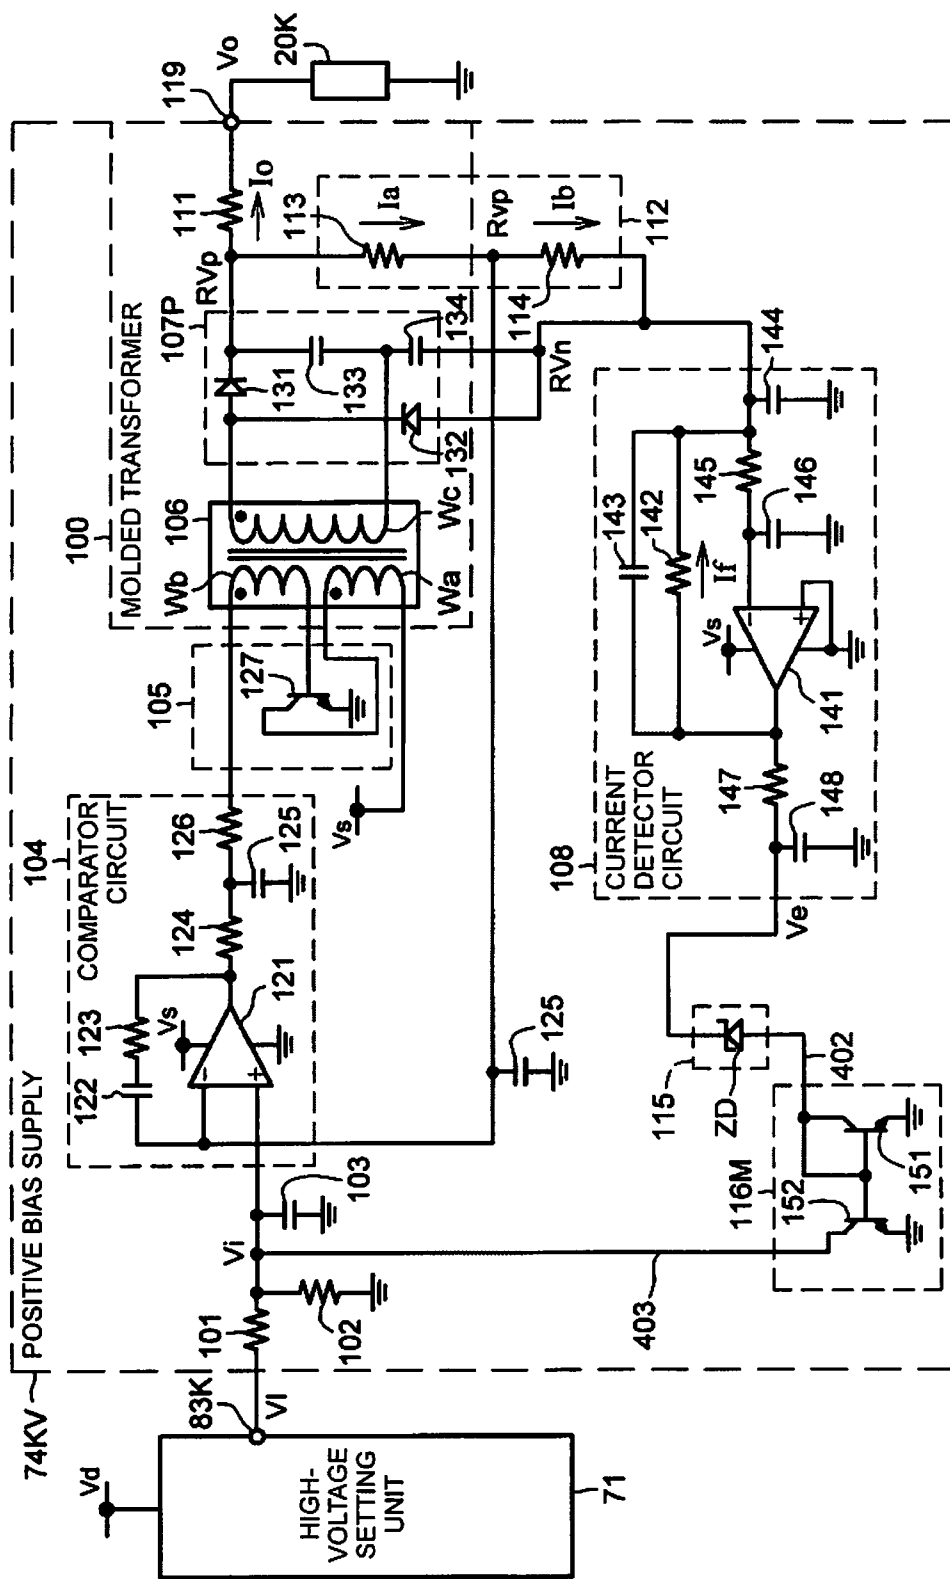 74KV
POSITIVE BIAS SUPPLY
Vd
HIGH-
VOLTAGE
SETTING
UNIT
71
83K
VI
101
102
Vi
103
104
COMPARATOR
CIRCUIT
122
123
Vs
121
124
125
126
105
127
Vs
100
MOLDED TRANSFORMER
106
Wb
Wa
Wc
107P
131
132
133
134
RVp
RVn
111
Io
119
Vo
20K
113
Ia
Rvp
Ib
114
112
125
108
CURRENT
DETECTOR
CIRCUIT
143
142
If
144
145
146
Vs
141
147
148
Ve
115
ZD
402
116M
152
151
403
−
+
−
+